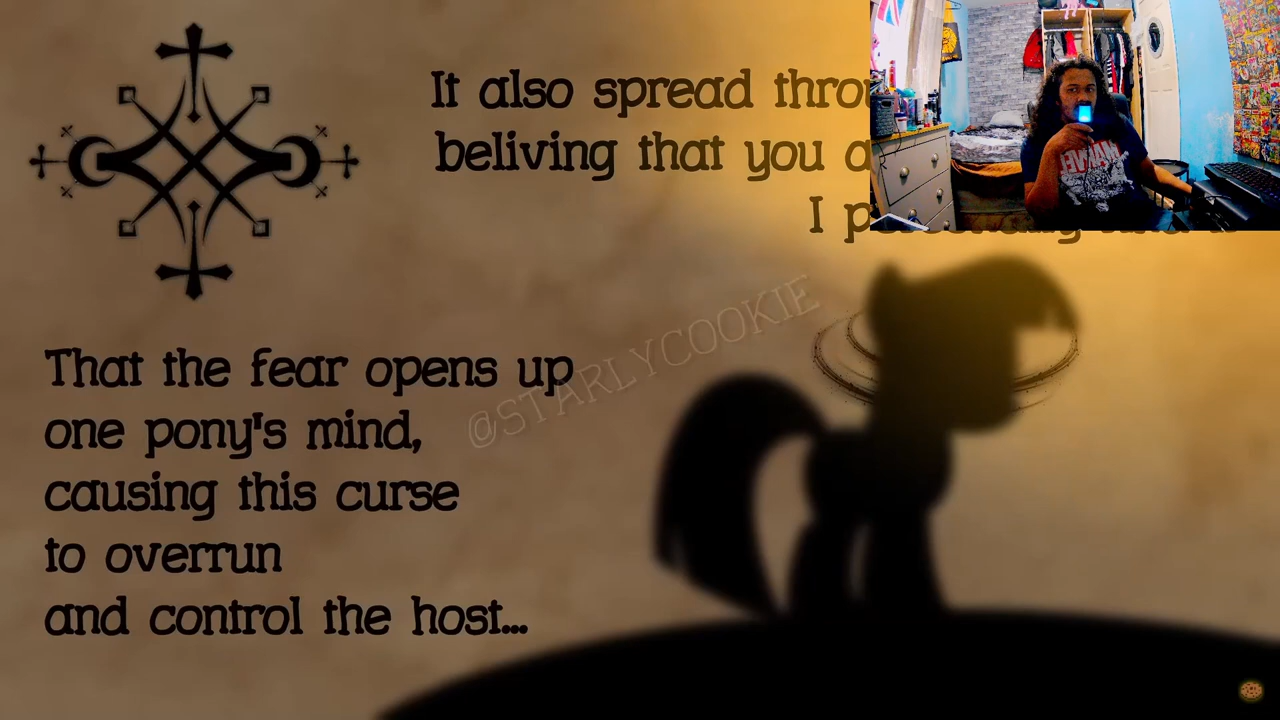 It also spread
beliving that you
I
That the fear opens up
one pony's mind,
causing this curse
to overrun
and control the host...
@STARLYCOOKIE
MARVEL